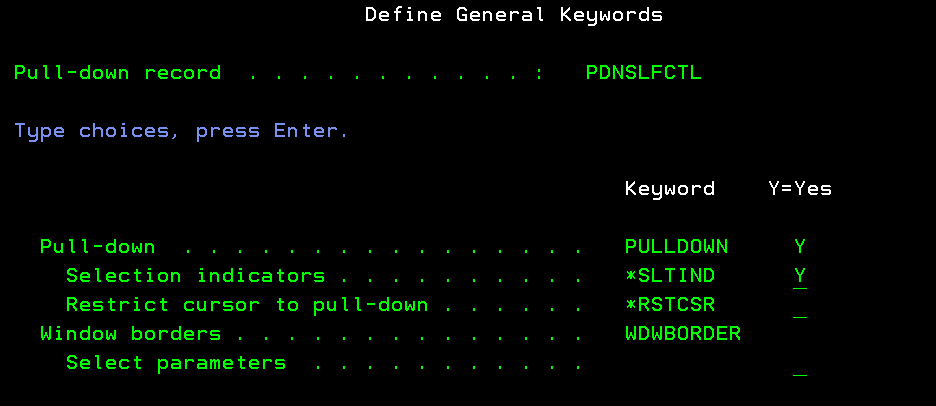 Define General Keywords
Pull-down record . . . . . . . . . . . : PDNSLFCTL
Type choices, press Enter.
Keyword Y=Yes
Pull-down . . . . . . . . . . . . . . . . PULLDOWN Y
Selection indicators . . . . . . . . . . *SLTIND Y
Restrict cursor to pull-down . . . . . . *RSTCSR _
Window borders . . . . . . . . . . . . . . WDWBORDER
Select parameters . . . . . . . . . . . _